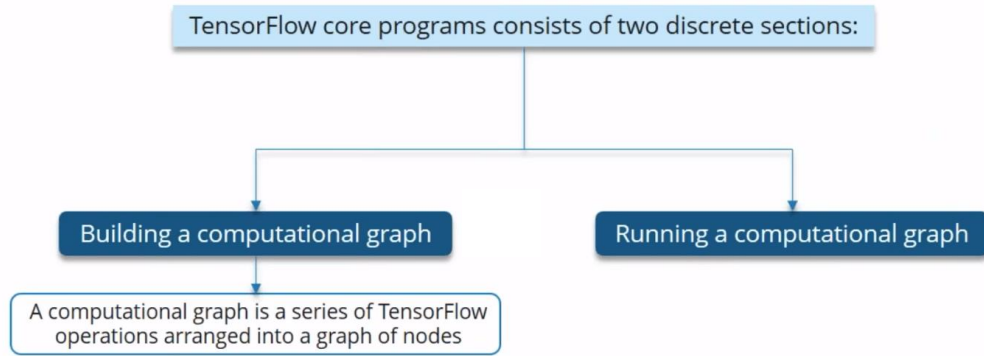 TensorFlow core programs consists of two discrete sections:
Building a computational graph
Running a computational graph
A computational graph is a series of TensorFlow
operations arranged into a graph of nodes